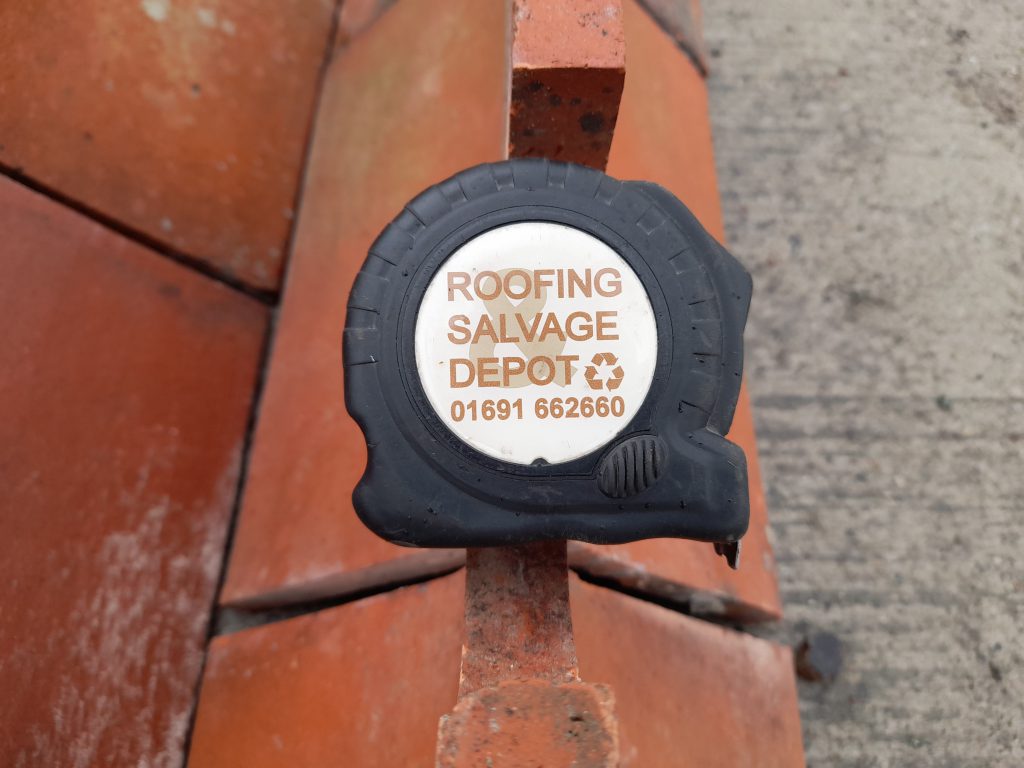 ROOFING
SALVAGE
DEPOT
01691 662660